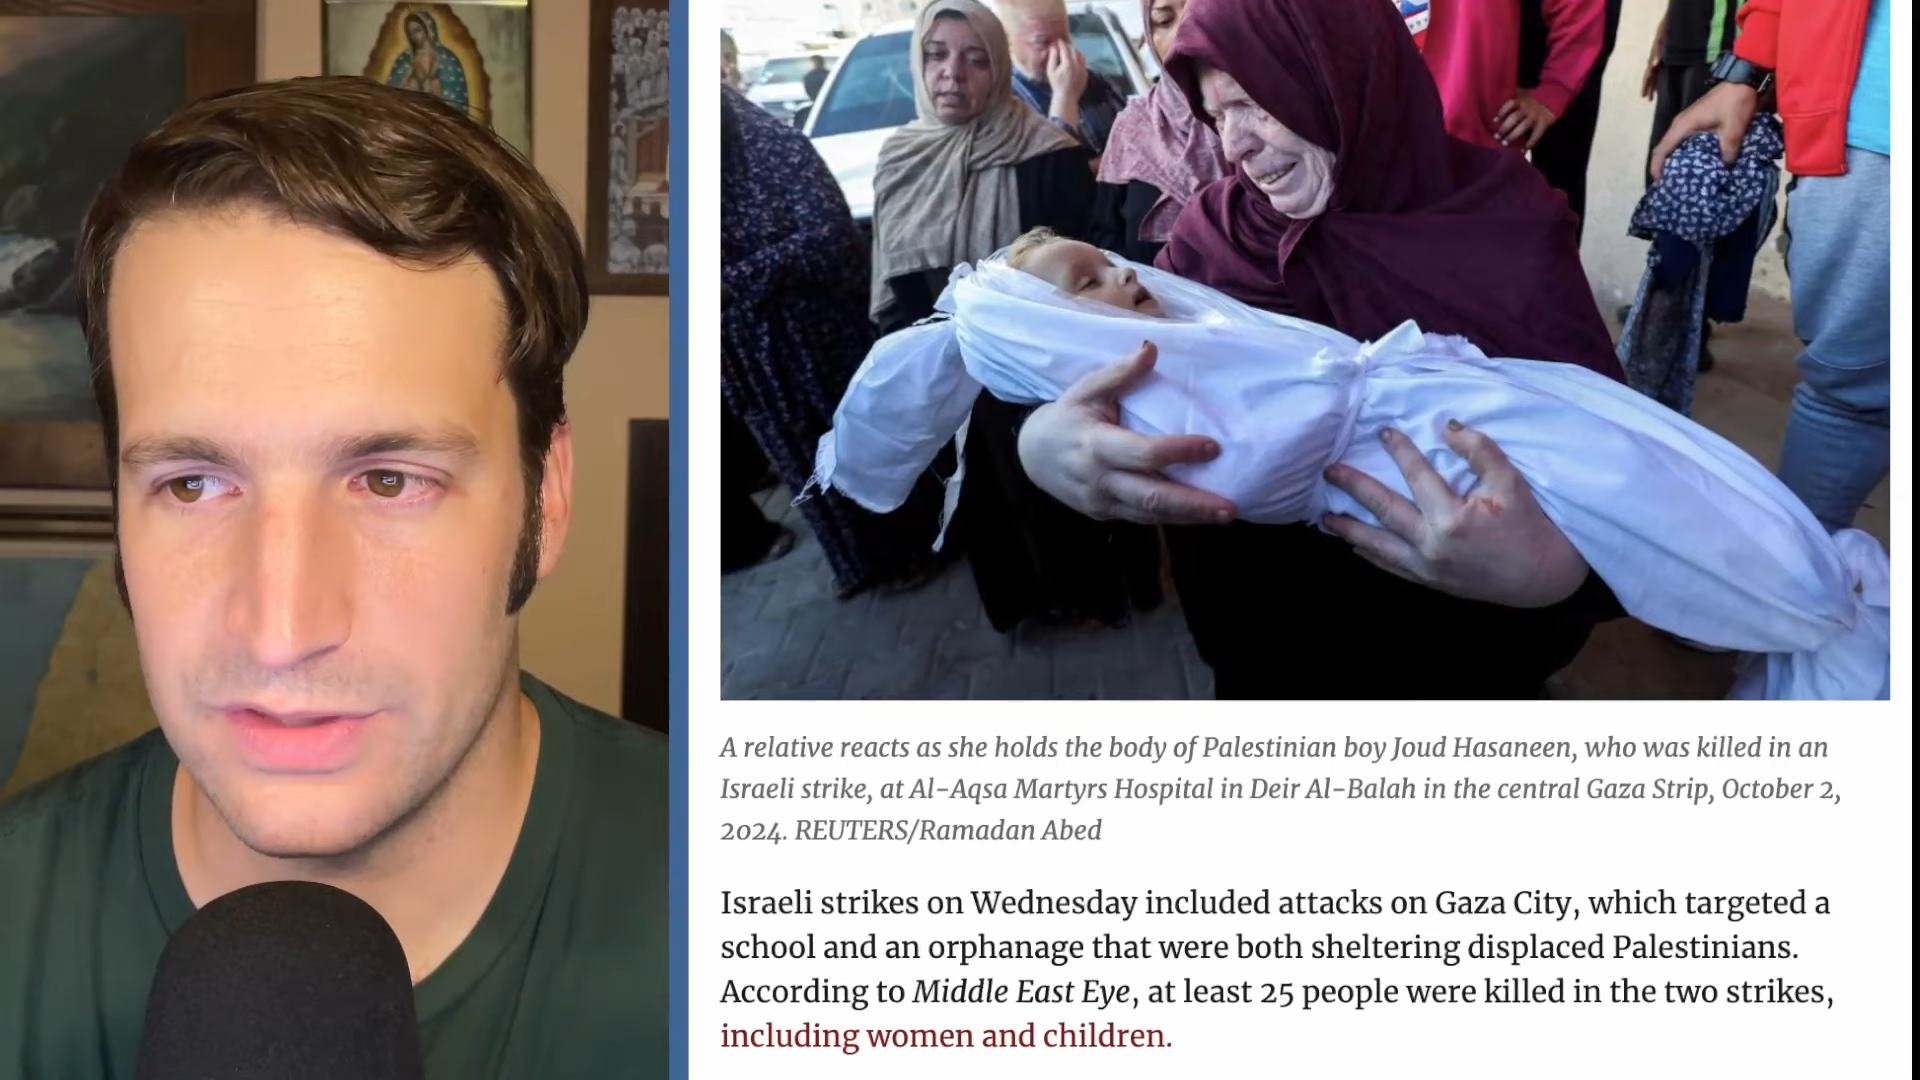 A relative reacts as she holds the body of Palestinian boy Joud Hasaneen, who was killed in an
Israeli strike, at Al-Aqsa Martyrs Hospital in Deir Al-Balah in the central Gaza Strip, October 2,
2024. REUTERS/Ramadan Abed
Israeli strikes on Wednesday included attacks on Gaza City, which targeted a
school and an orphanage that were both sheltering displaced Palestinians.
According to Middle East Eye, at least 25 people were killed in the two strikes,
including women and children.